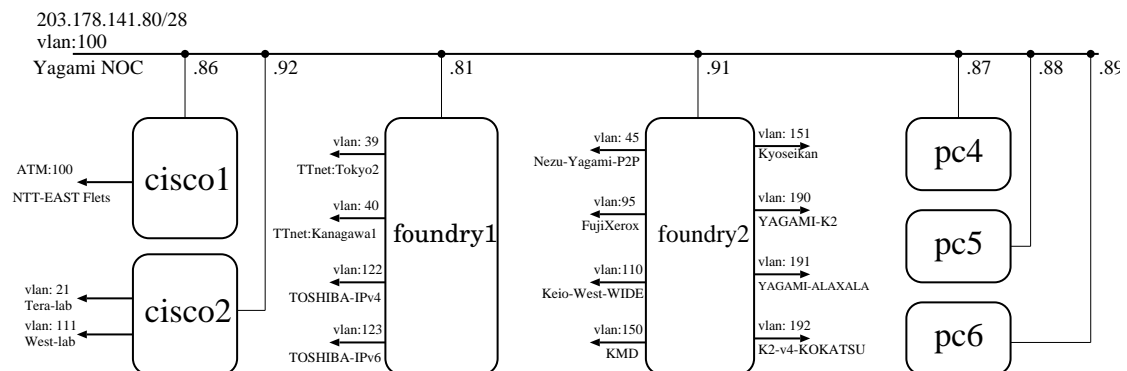 203.178.141.80/28
vlan:100
Yagami NOC
.86
.92
.81
.91
.87
.88
.89
cisco1
ATM:100
NTT-EAST Flets
cisco2
vlan: 21
Tera-lab
vlan: 111
West-lab
foundry1
vlan: 39
TTnet:Tokyo2
vlan: 40
TTnet:Kanagawa1
vlan:122
TOSHIBA-IPv4
vlan:123
TOSHIBA-IPv6
foundry2
vlan: 45
Nezu-Yagami-P2P
vlan:95
FujiXerox
vlan:110
Keio-West-WIDE
vlan:150
KMD
vlan: 151
Kyoseikan
vlan: 190
YAGAMI-K2
vlan: 191
YAGAMI-ALAXALA
vlan: 192
K2-v4-KOKATSU
pc4
pc5
pc6